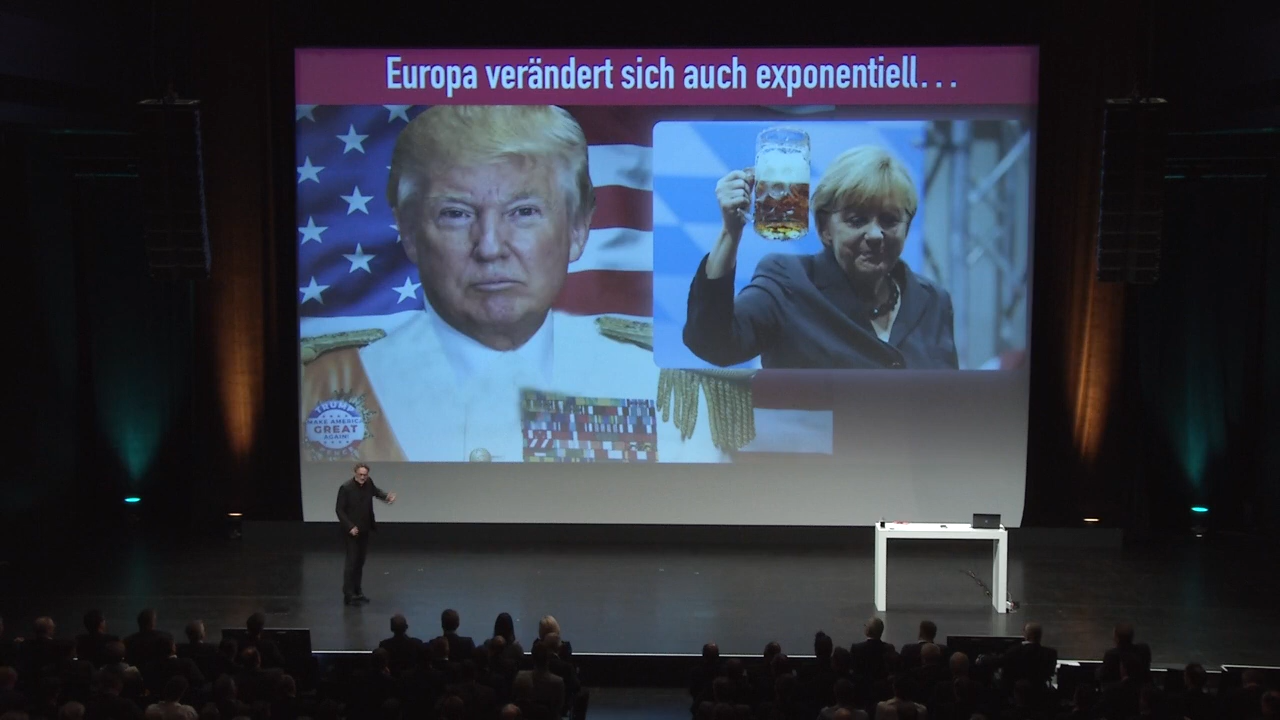 Europa verändert sich auch exponentiell...
TRUMP
MAKE AMERICA
GREAT
AGAIN!